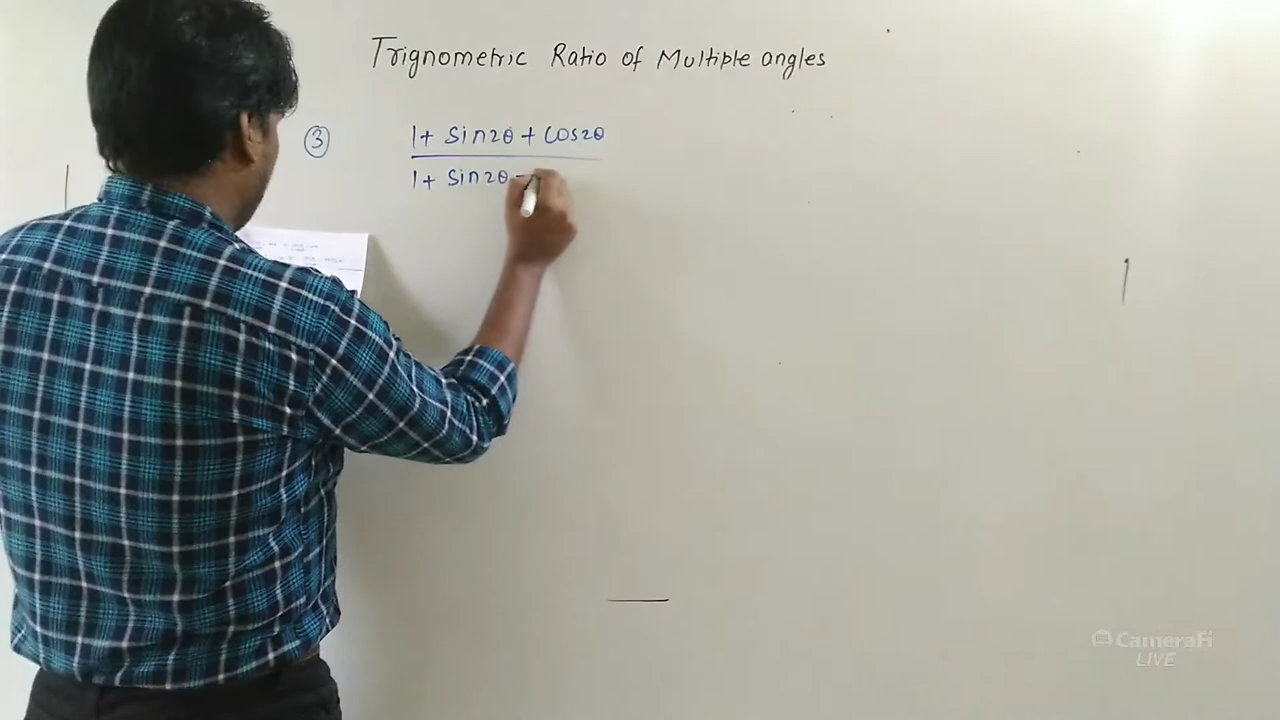 Trignometric Ratio of Multiple angles
③ 1+ Sin2θ + Cos2θ
1+ Sin2θ -
CameraFi
LIVE